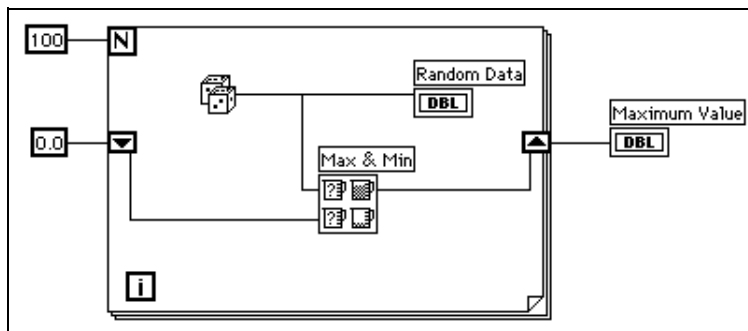 100
N
Random Data
DBL
Maximum Value
DBL
0.0
Max & Min
? 
?
i